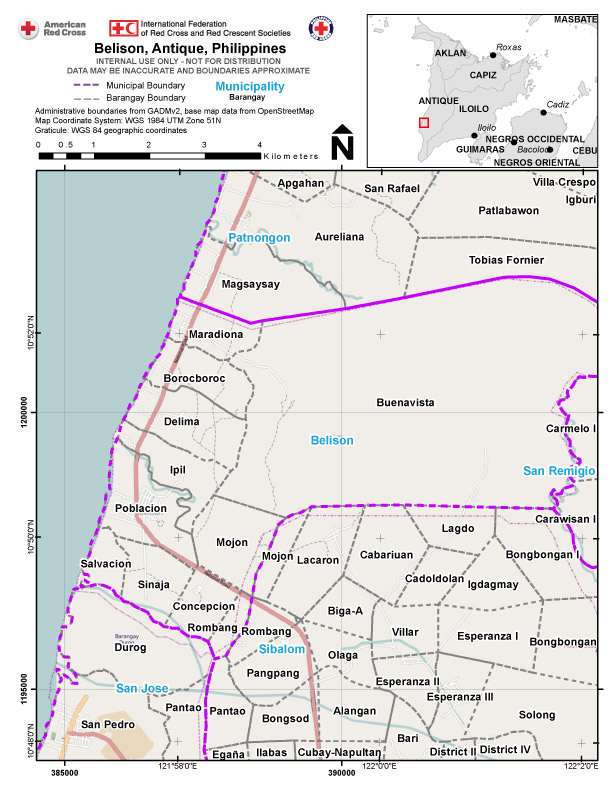 American
Red Cross
International Federation
of Red Cross and Red Crescent Societies
Belison, Antique, Philippines
INTERNAL USE ONLY - NOT FOR DISTRIBUTION
DATA MAY BE INACCURATE AND BOUNDARIES APPROXIMATE
Municipal Boundary
Municipality
Barangay Boundary
Barangay
Administrative boundaries from GADMv2, base map data from OpenStreetMap
Map Coordinate System: WGS 1984 UTM Zone 51N
Graticule: WGS 84 geographic coordinates
0 0.5 1 2 3 4
Kilometers
N
MASBATE
Roxas
AKLAN
CAPIZ
ANTIQUE
ILOILO
Cadiz
Iloilo
NEGROS OCCIDENTAL
GUIMARAS
Bacolod
CEBU
NEGROS ORIENTAL
Apgahan
San Rafael
Villa Crespo
Igburi
Patlabawon
Patnongon
Aureliana
Tobias Fornier
Magsaysay
10°52'0"N
Maradiona
Borocboroc
Buenavista
1200000
Delima
Carmelo I
Belison
Ipil
San Remigio
Poblacion
Carawisan I
10°50'0"N
Lagdo
Mojon
Mojon
Lacaron
Cabariuan
Bongbongan I
Salvacion
Cadoldolan
Sinaja
Igdagmay
Concepcion
Biga-A
Rombang
Rombang
Villar
Esperanza I
Barangay
Durog
Bongbongan
Durog
Sibalom
Olaga
Pangpang
Esperanza II
San Jose
1195000
Esperanza III
Pantao
Pantao
Alangan
Solong
San Pedro
Bongsod
Bari
10°48'0"N
Egaña
Ilabas
Cubay-Napultan
District II
District IV
121°58'0"E
122°0'0"E
122°2'0"E
385000
390000